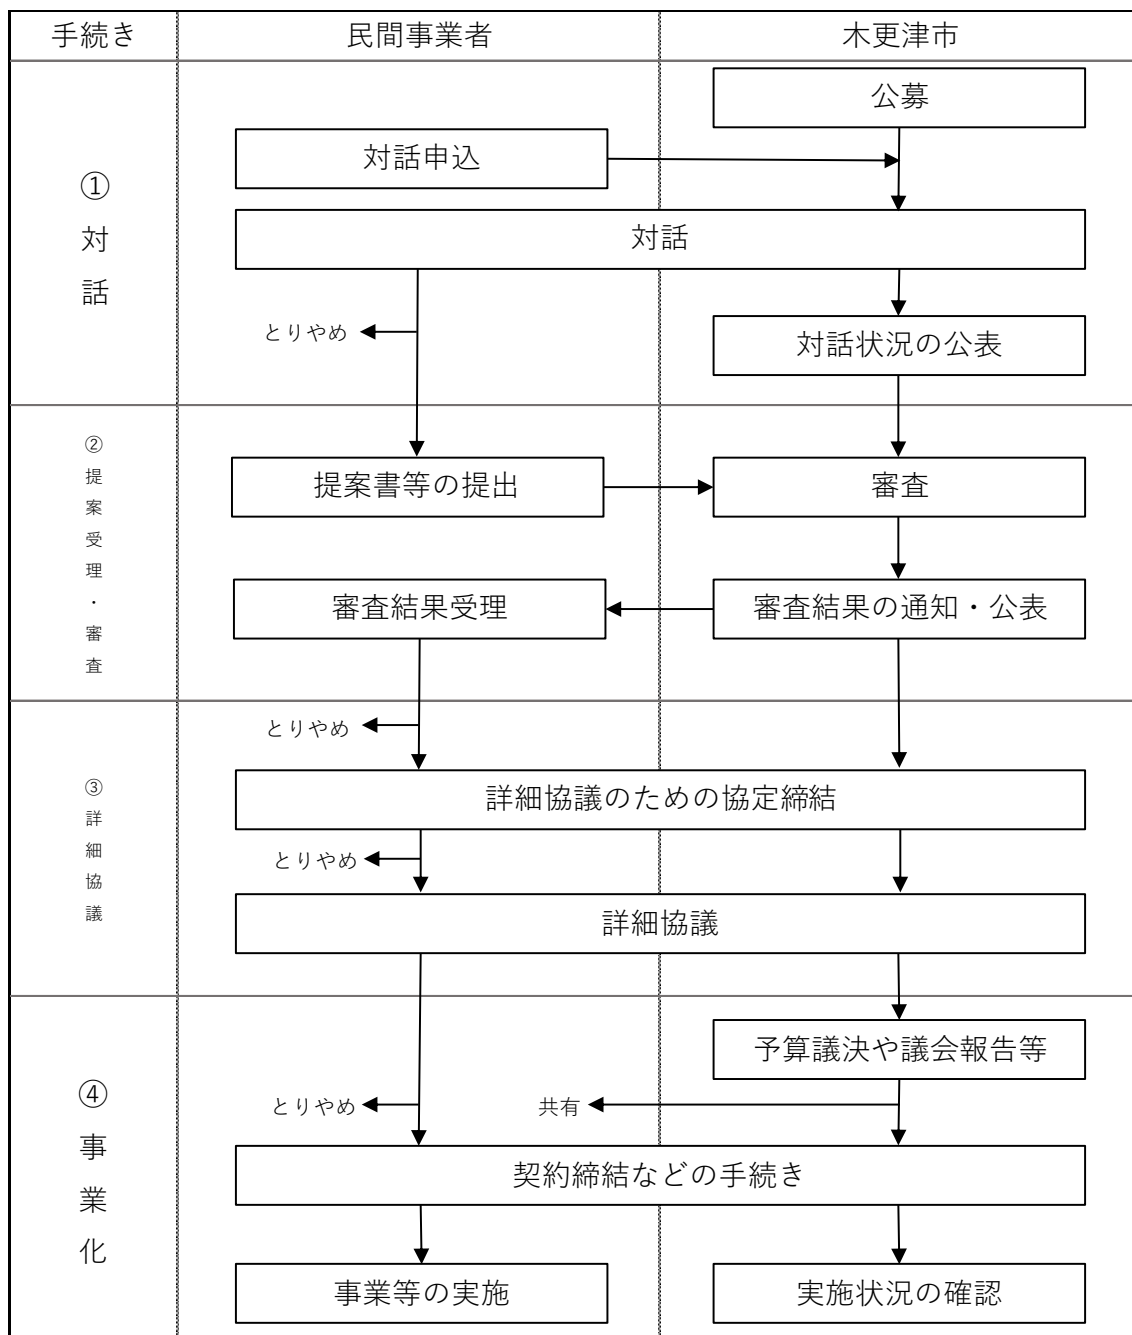 手続き
民間事業者
木更津市
①
対
話
公募
対話申込
対話
とりやめ
対話状況の公表
②
提
案
受
理
・
審
査
提案書等の提出
審査
審査結果受理
審査結果の通知・公表
③
詳
細
協
議
とりやめ
詳細協議のための協定締結
とりやめ
詳細協議
④
事
業
化
予算議決や議会報告等
とりやめ
共有
契約締結などの手続き
事業等の実施
実施状況の確認